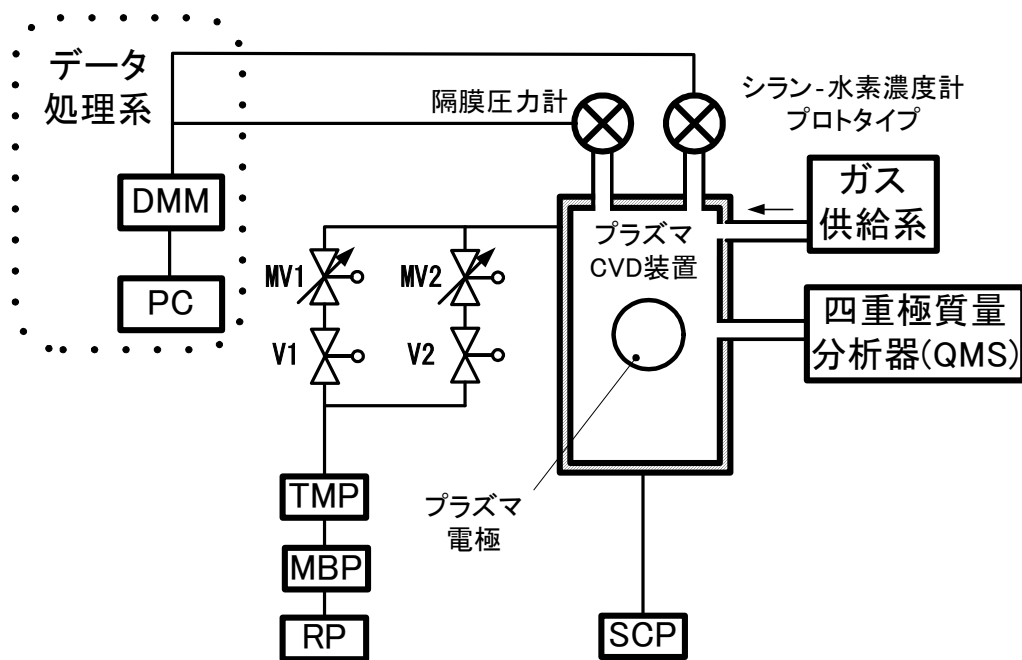 データ
処理系
隔膜圧力計
シラン-水素濃度計
プロトタイプ
DMM
PC
ガス
供給系
プラズマ
CVD装置
MV1
MV2
V1
V2
四重極質量
分析器(QMS)
プラズマ
電極
TMP
MBP
RP
SCP